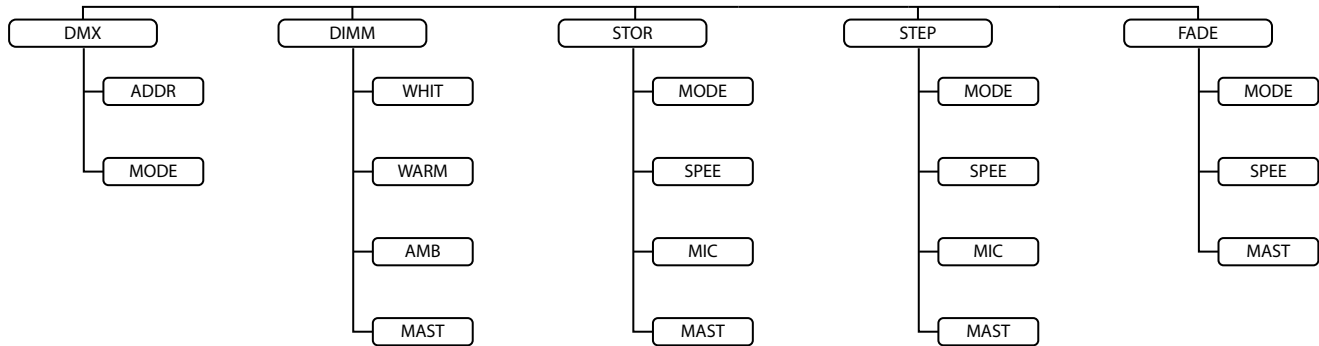 DMX DIMM STOR STEP FADE
ADDR WHIT MODE MODE MODE
MODE WARM SPEE SPEE SPEE
AMB MIC MIC MAST
MAST MAST MAST